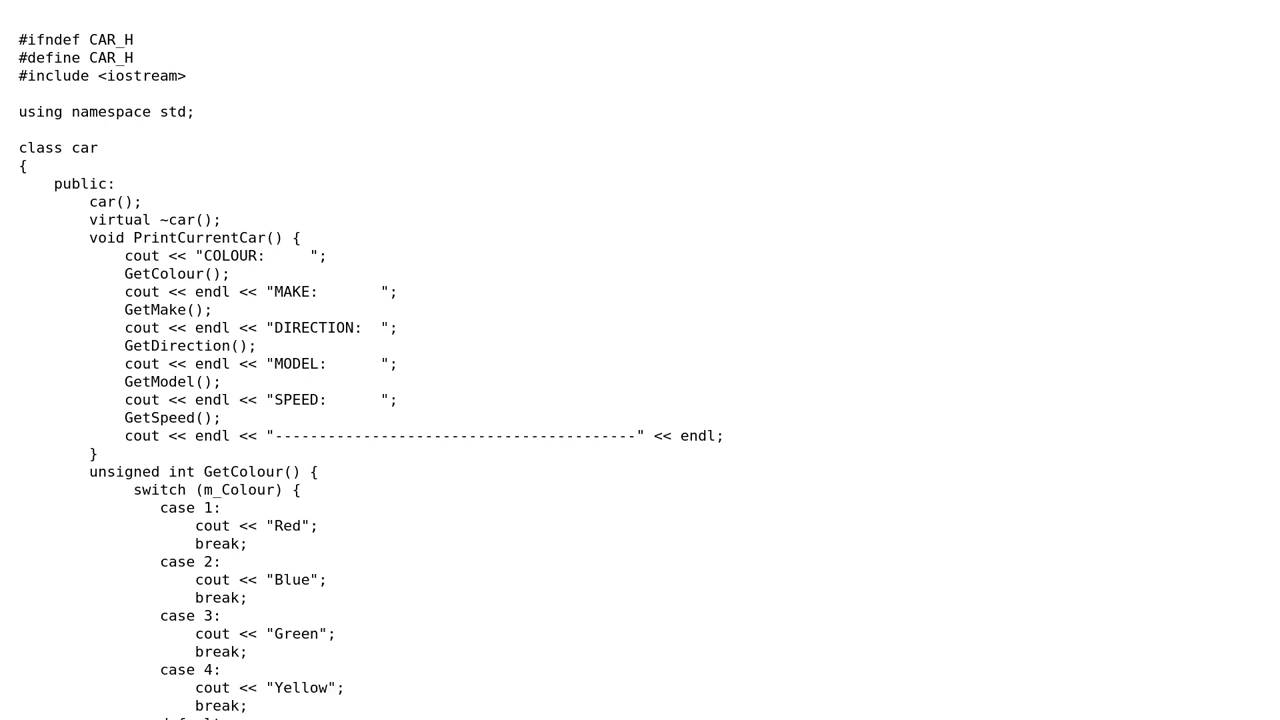 #ifndef CAR_H
#define CAR_H
#include <iostream>

using namespace std;

class car
{
    public:
        car();
        virtual ~car();
        void PrintCurrentCar() {
            cout << "COLOUR:     ";
            GetColour();
            cout << endl << "MAKE:       ";
            GetMake();
            cout << endl << "DIRECTION:  ";
            GetDirection();
            cout << endl << "MODEL:      ";
            GetModel();
            cout << endl << "SPEED:      ";
            GetSpeed();
            cout << endl << "-----------------------------------------" << endl;
        }
        unsigned int GetColour() {
             switch (m_Colour) {
                case 1:
                    cout << "Red";
                    break;
                case 2:
                    cout << "Blue";
                    break;
                case 3:
                    cout << "Green";
                    break;
                case 4:
                    cout << "Yellow";
                    break;